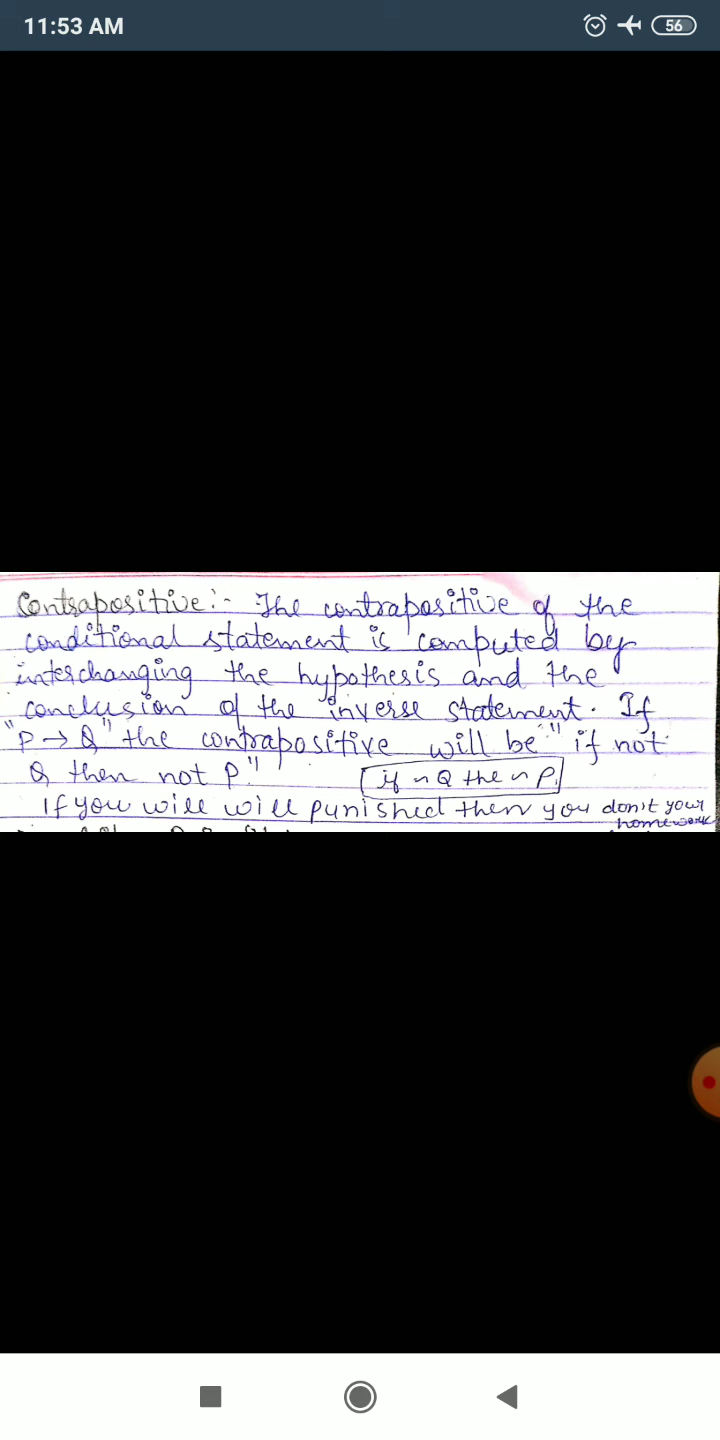 11:53 AM
56
Contrapositive:- The contrapositive of the
conditional statement is computed by
interchanging the hypothesis and the
conclusion of the inverse statement. If
"P → Q" the contrapositive will be "if not
Q then not P."
if ~ Q the ~ P.
If you will will punished then you don't your
homework